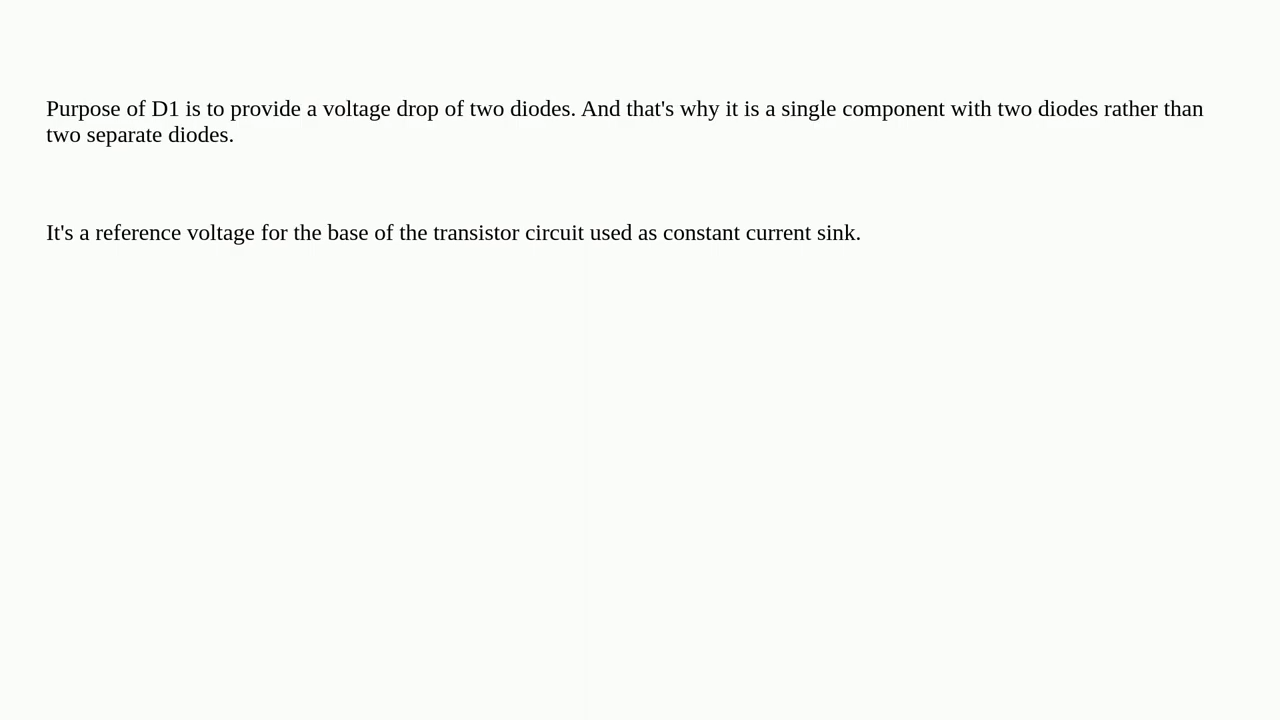 Purpose of D1 is to provide a voltage drop of two diodes. And that's why it is a single component with two diodes rather than
two separate diodes.
It's a reference voltage for the base of the transistor circuit used as constant current sink.